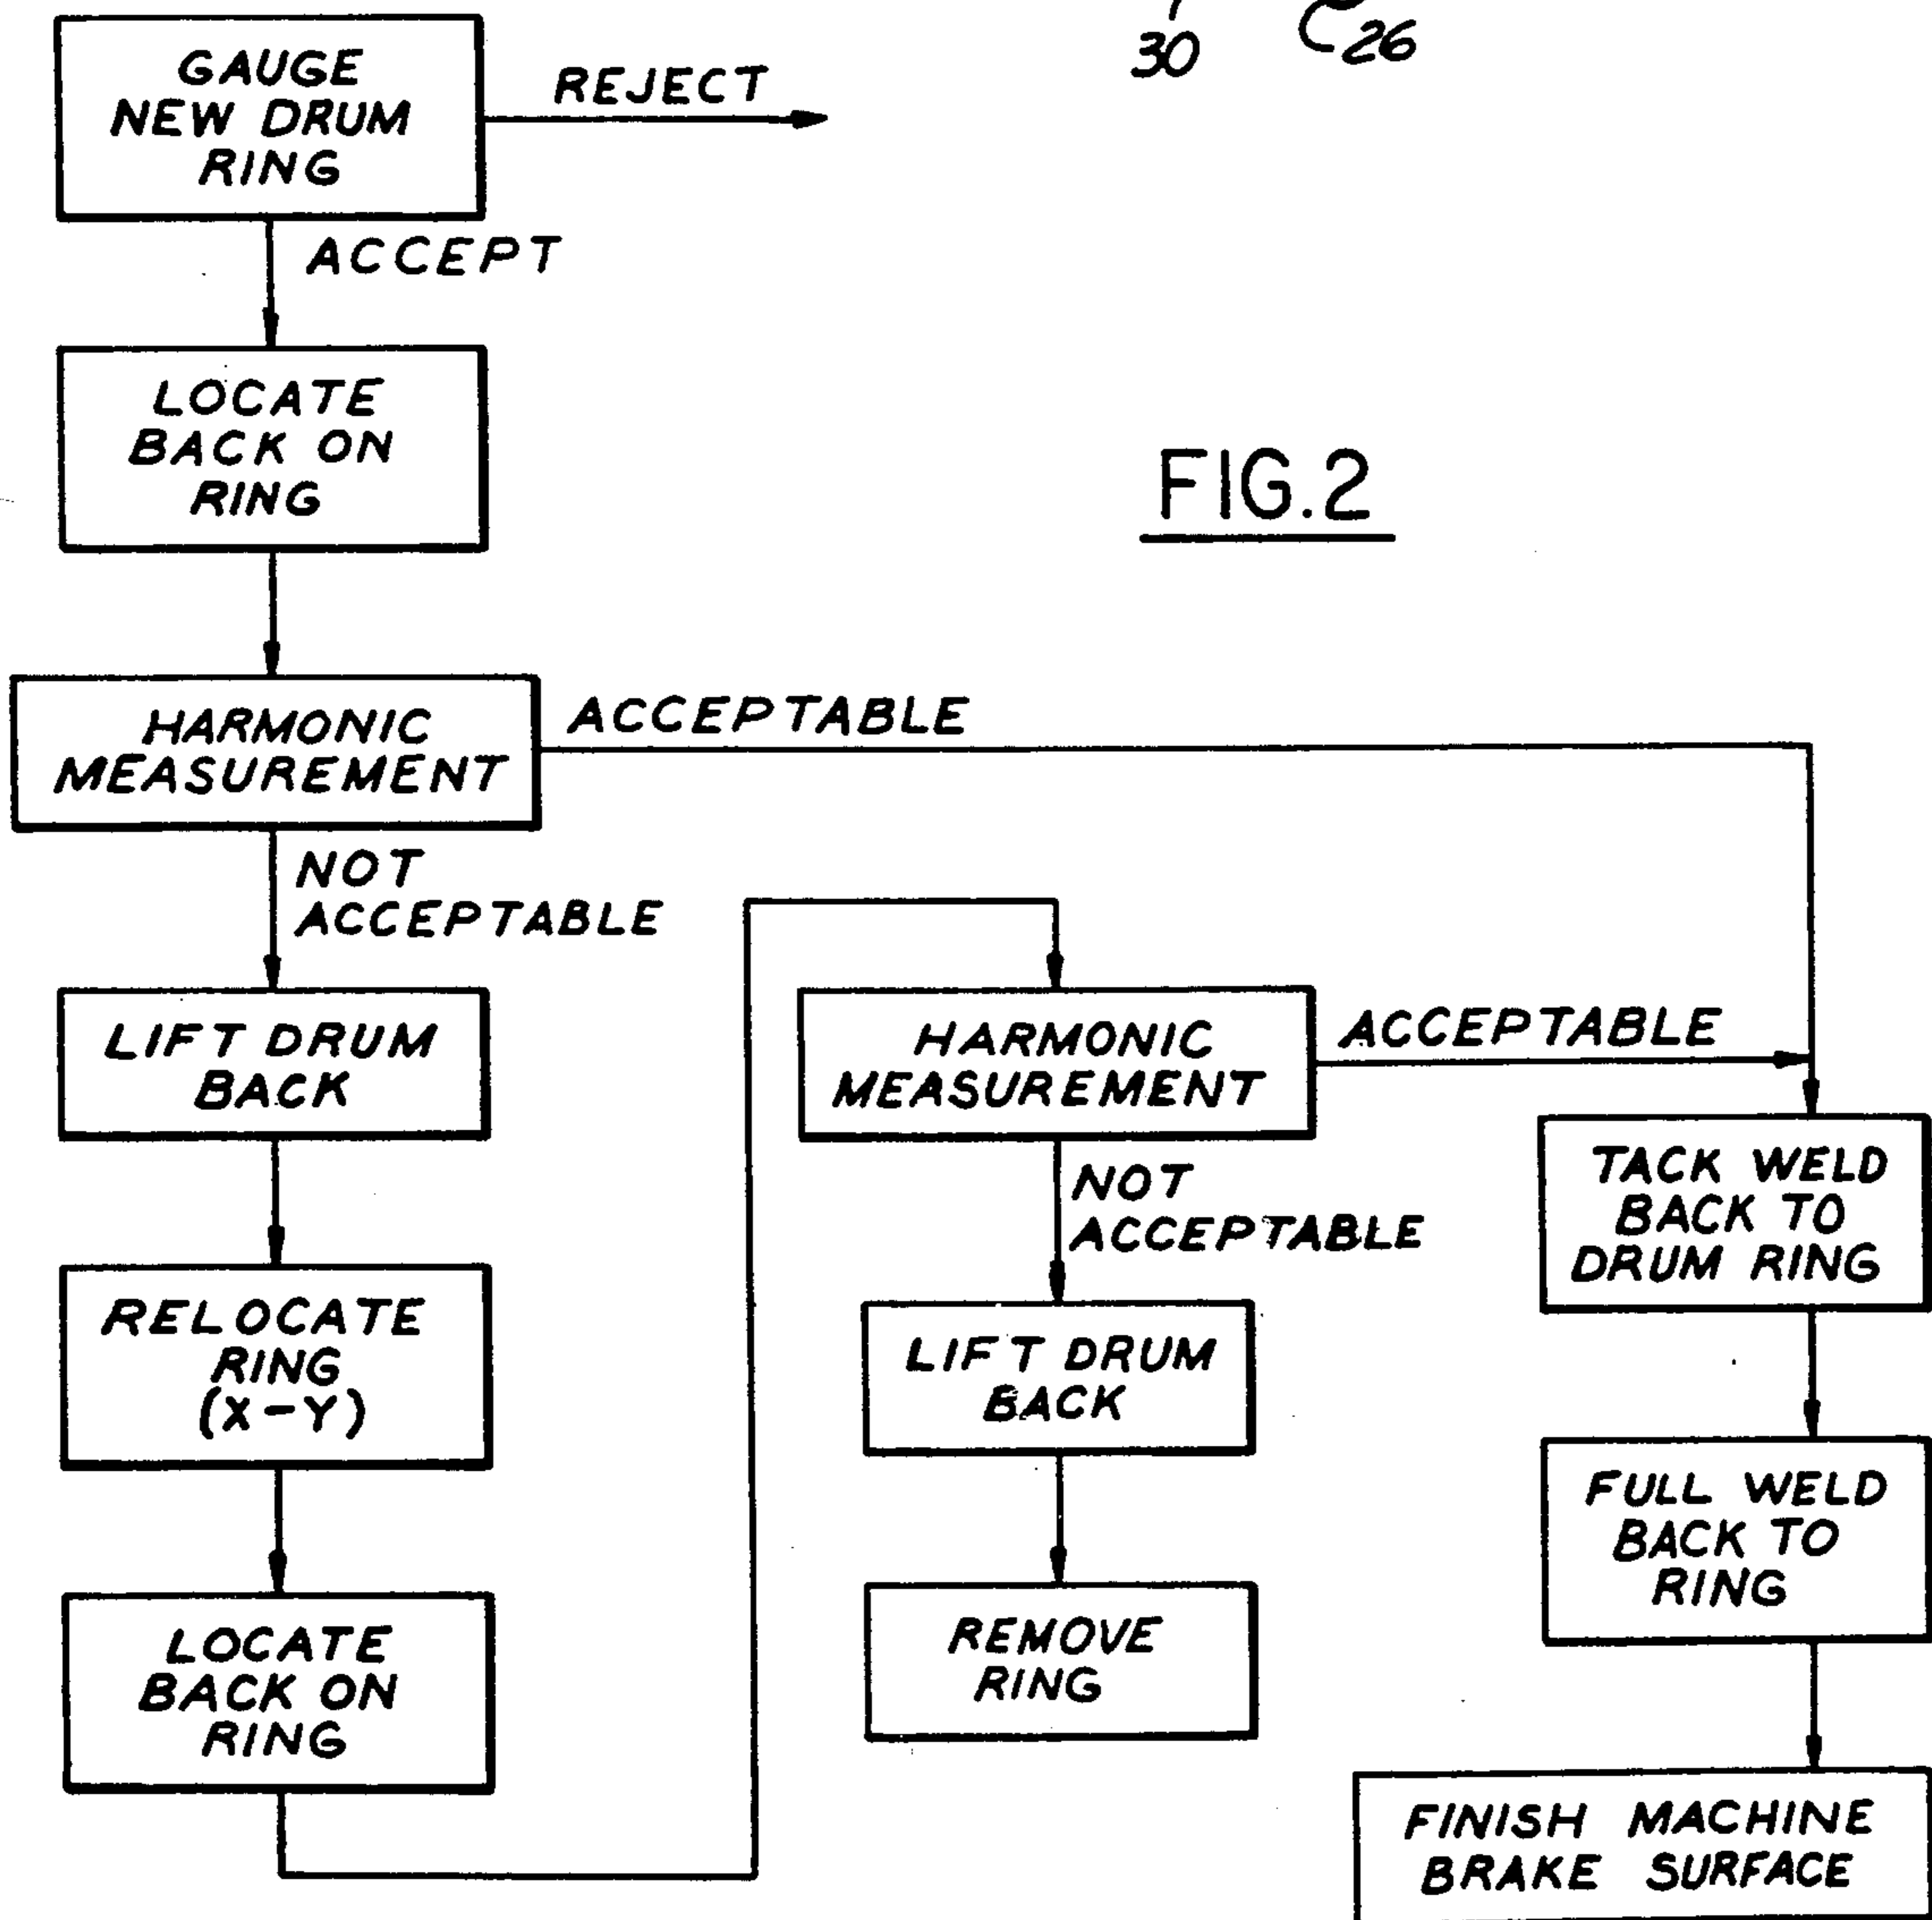 30
26
GAUGE
NEW DRUM
RING
REJECT
ACCEPT
LOCATE
BACK ON
RING
FIG.2
HARMONIC
MEASUREMENT
ACCEPTABLE
NOT
ACCEPTABLE
LIFT DRUM
BACK
RELOCATE
RING
(X-Y)
LOCATE
BACK ON
RING
HARMONIC
MEASUREMENT
ACCEPTABLE
NOT
ACCEPTABLE
LIFT DRUM
BACK
REMOVE
RING
TACK WELD
BACK TO
DRUM RING
FULL WELD
BACK TO
RING
FINISH MACHINE
BRAKE SURFACE